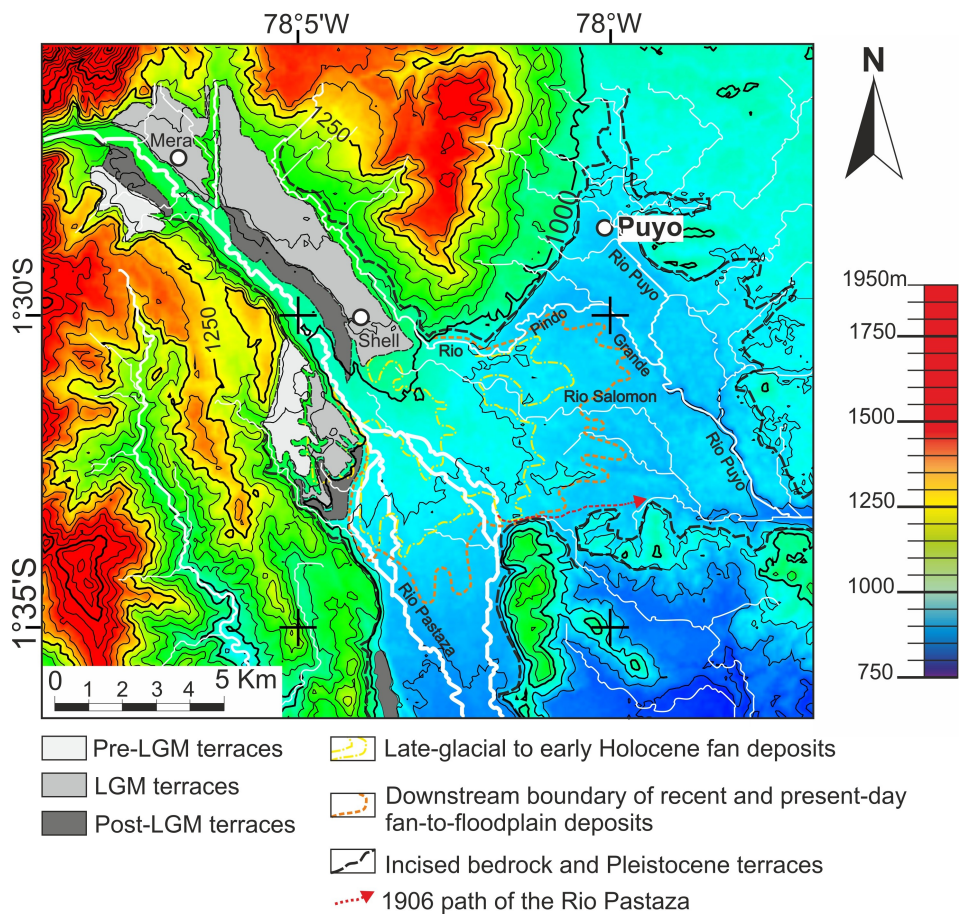 78°5'W
78°W
N
Mera
1250
1000
Puyo
Rio Puyo
1950m
1°30'S
1250
Shell
Rio
Pindo
Grande
1750
Rio Salomon
1500
Rio Puyo
1250
1°35'S
Rio Pastaza
1000
0 1 2 3 4 5 Km
750
Pre-LGM terraces
LGM terraces
Post-LGM terraces
Late-glacial to early Holocene fan deposits
Downstream boundary of recent and present-day
fan-to-floodplain deposits
Incised bedrock and Pleistocene terraces
1906 path of the Rio Pastaza